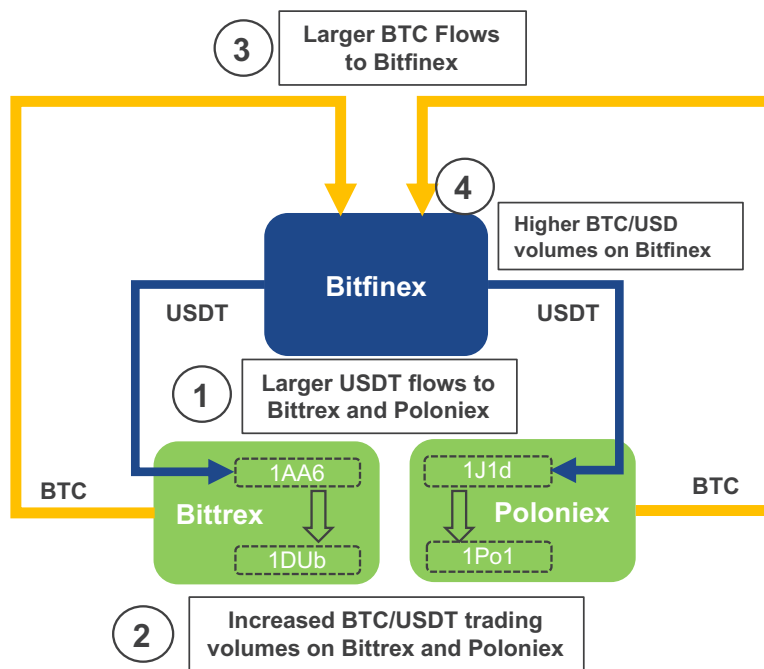 3
Larger BTC Flows
to Bitfinex
4
Higher BTC/USD
volumes on Bitfinex
Bitfinex
USDT
USDT
1
Larger USDT flows to
Bittrex and Poloniex
1AA6
1J1d
BTC
Bittrex
Poloniex
BTC
1DUb
1Po1
2
Increased BTC/USDT trading
volumes on Bittrex and Poloniex